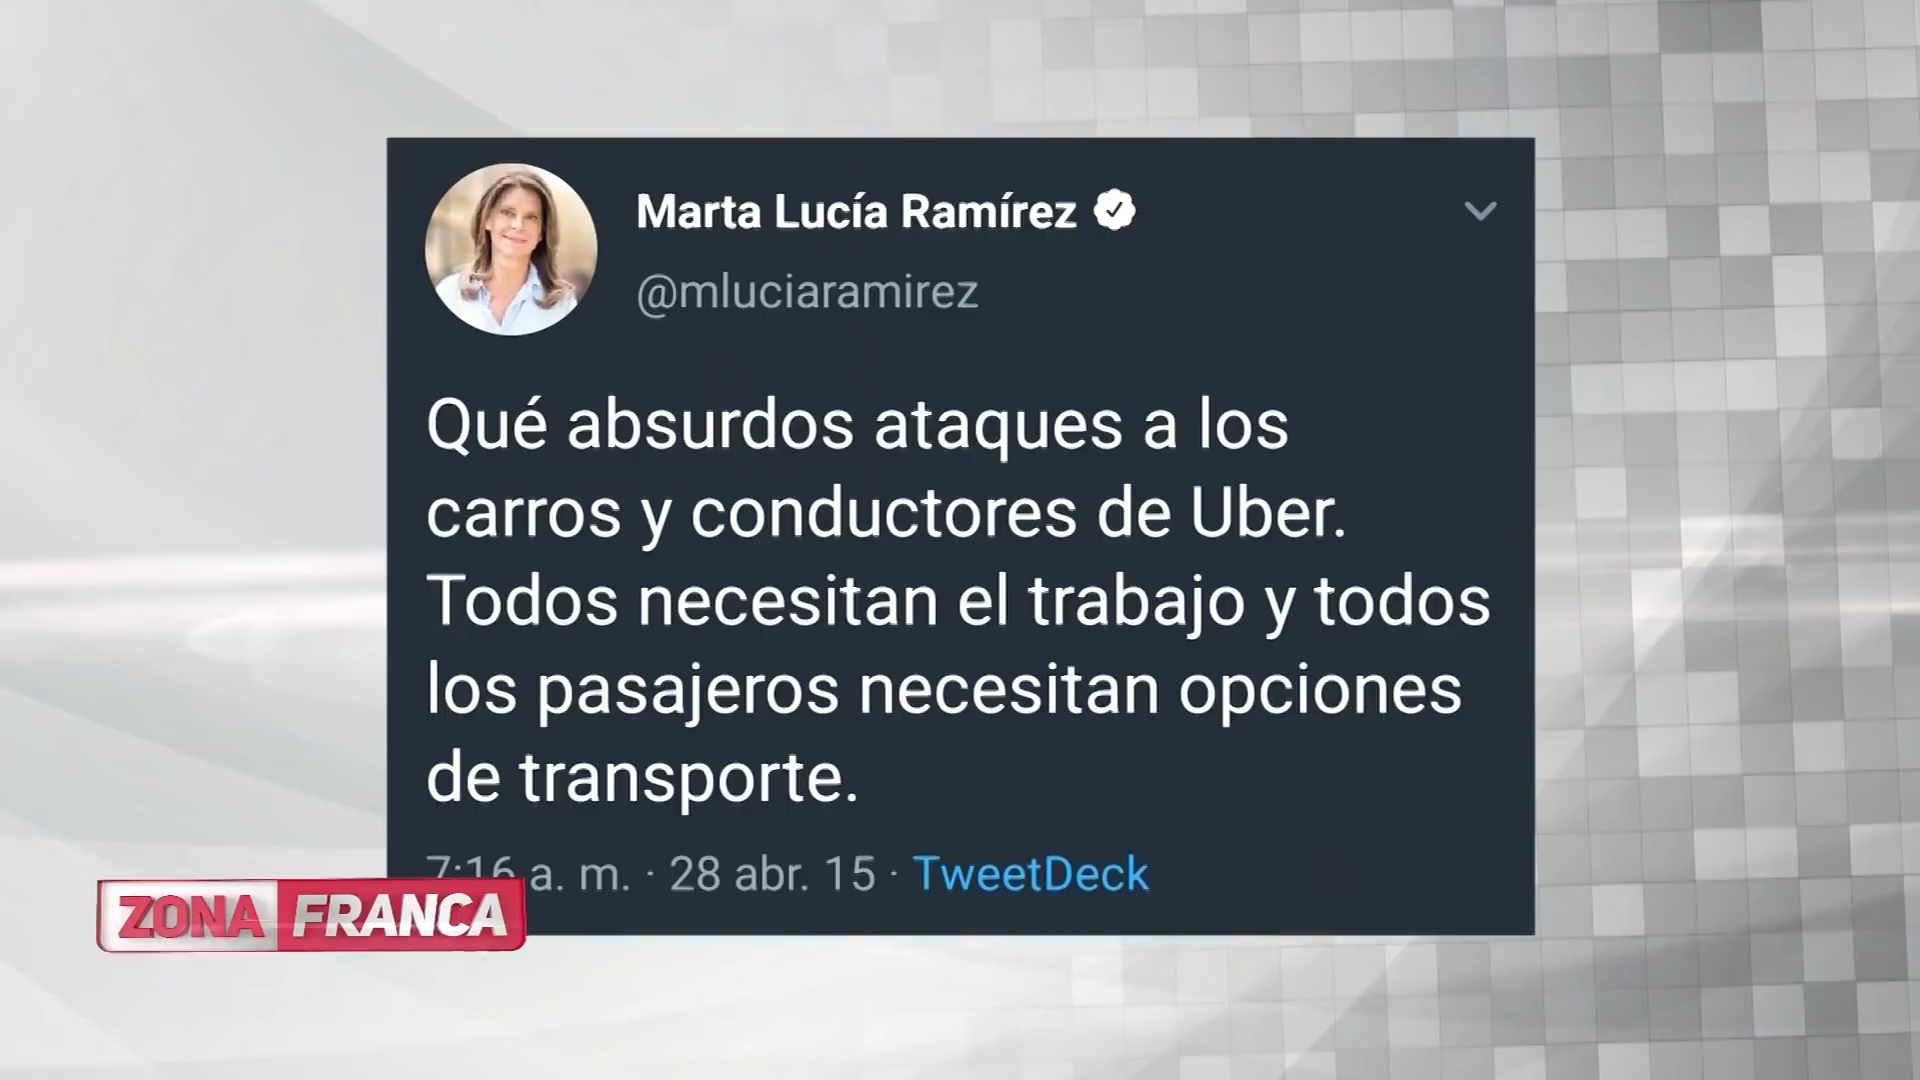 Marta Lucía Ramírez
@mluciaramirez
Qué absurdos ataques a los
carros y conductores de Uber.
Todos necesitan el trabajo y todos
los pasajeros necesitan opciones
de transporte.
7:16 a. m. · 28 abr. 15 · TweetDeck
ZONA FRANCA